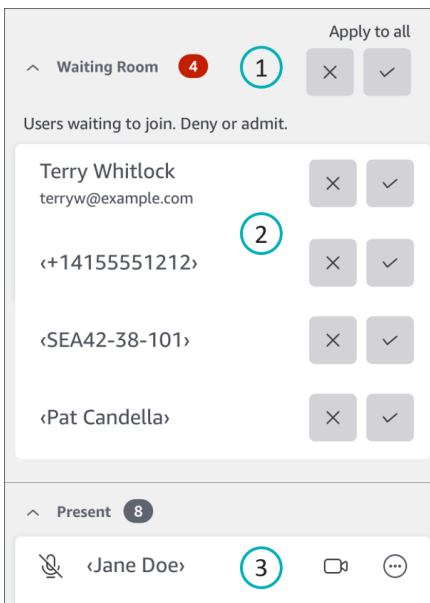 Apply to all
Waiting Room 4 1
Users waiting to join. Deny or admit.
Terry Whitlock
terryw@example.com
2
‹+14155551212›
‹SEA42-38-101›
‹Pat Candella›
Present 8
‹Jane Doe› 3